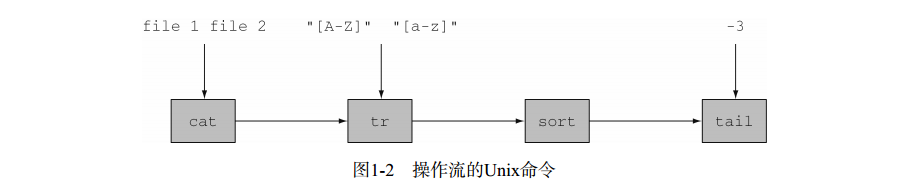 file 1 file 2 "[A-Z]" "[a-z]" -3
cat tr sort tail
图1-2 操作流的Unix命令